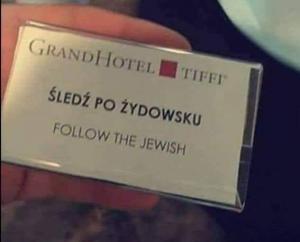 GRANDHOTEL TIFFI
ŚLEDŹ PO ŻYDOWSKU
FOLLOW THE JEWISH